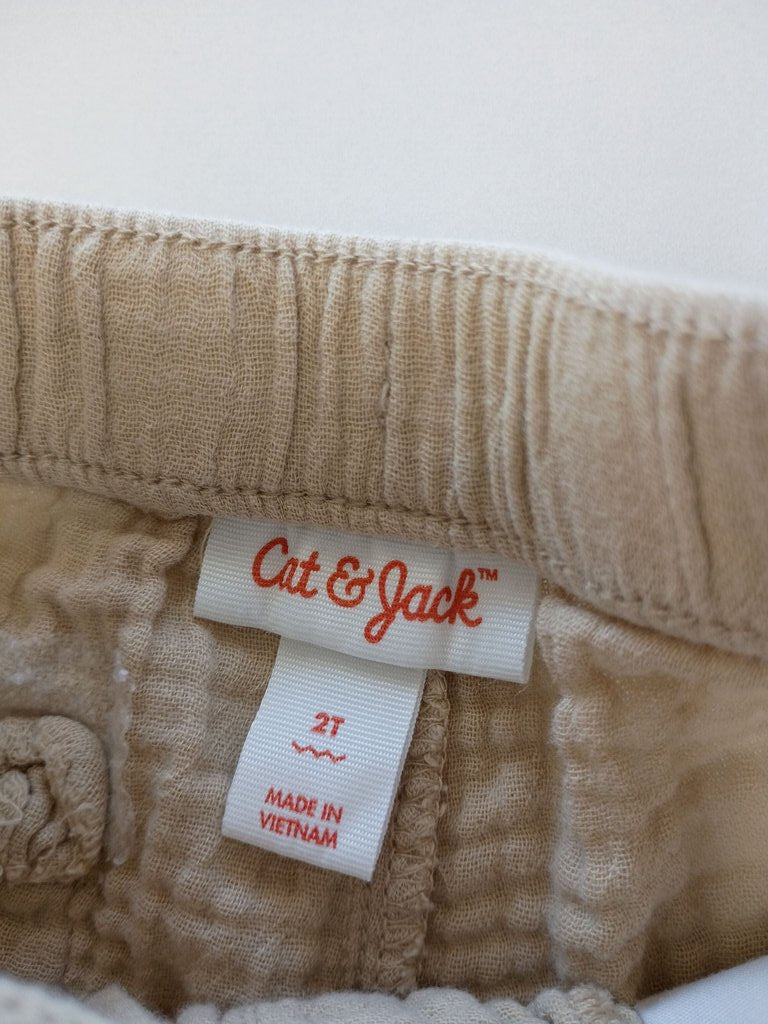 Cat & Jack™
2T
MADE IN
VIETNAM